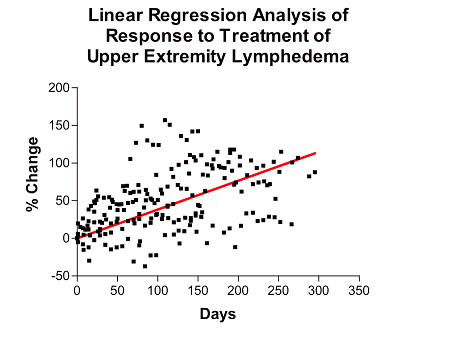 Linear Regression Analysis of
Response to Treatment of
Upper Extremity Lymphedema
200
150
100
50
0
-50
% Change
0 50 100 150 200 250 300 350
Days